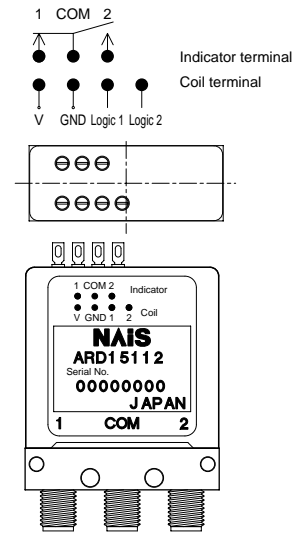 1 COM 2
Indicator terminal
Coil terminal
V GND Logic 1 Logic 2
1 COM 2
Indicator
Coil
V GND 1 2
NAiS
ARD15112
Serial No.
00000000
JAPAN
1 COM 2